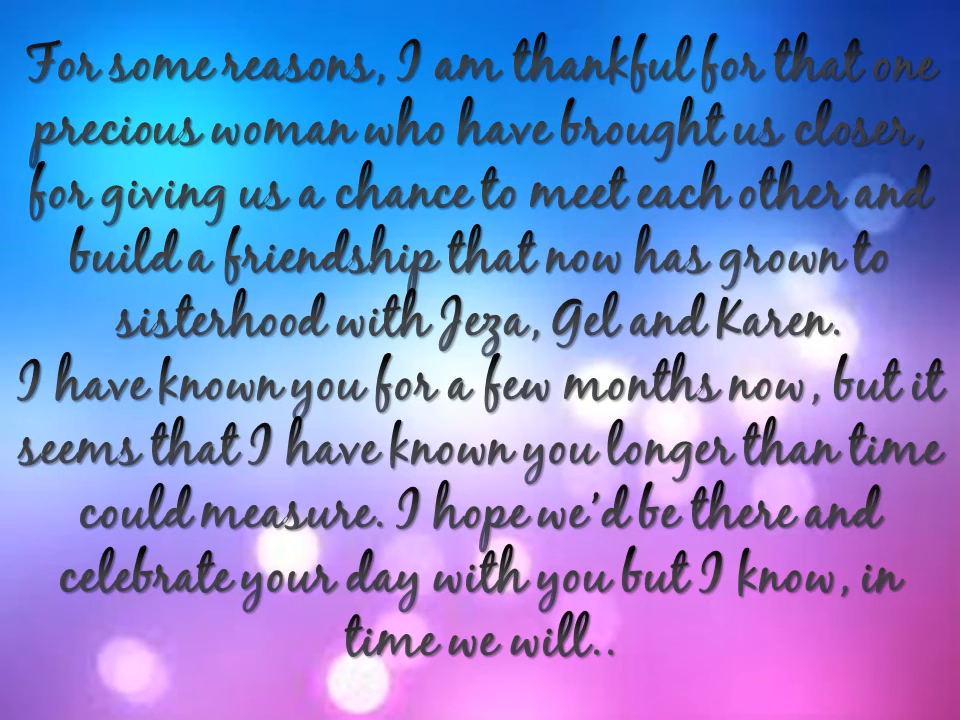 For some reasons, I am thankful for that one
precious woman who have brought us closer,
for giving us a chance to meet each other and
build a friendship that now has grown to
sisterhood with Jeza, Gel and Karen.
I have known you for a few months now, but it
seems that I have known you longer than time
could measure. I hope we'd be there and
celebrate your day with you but I know, in
time we will..